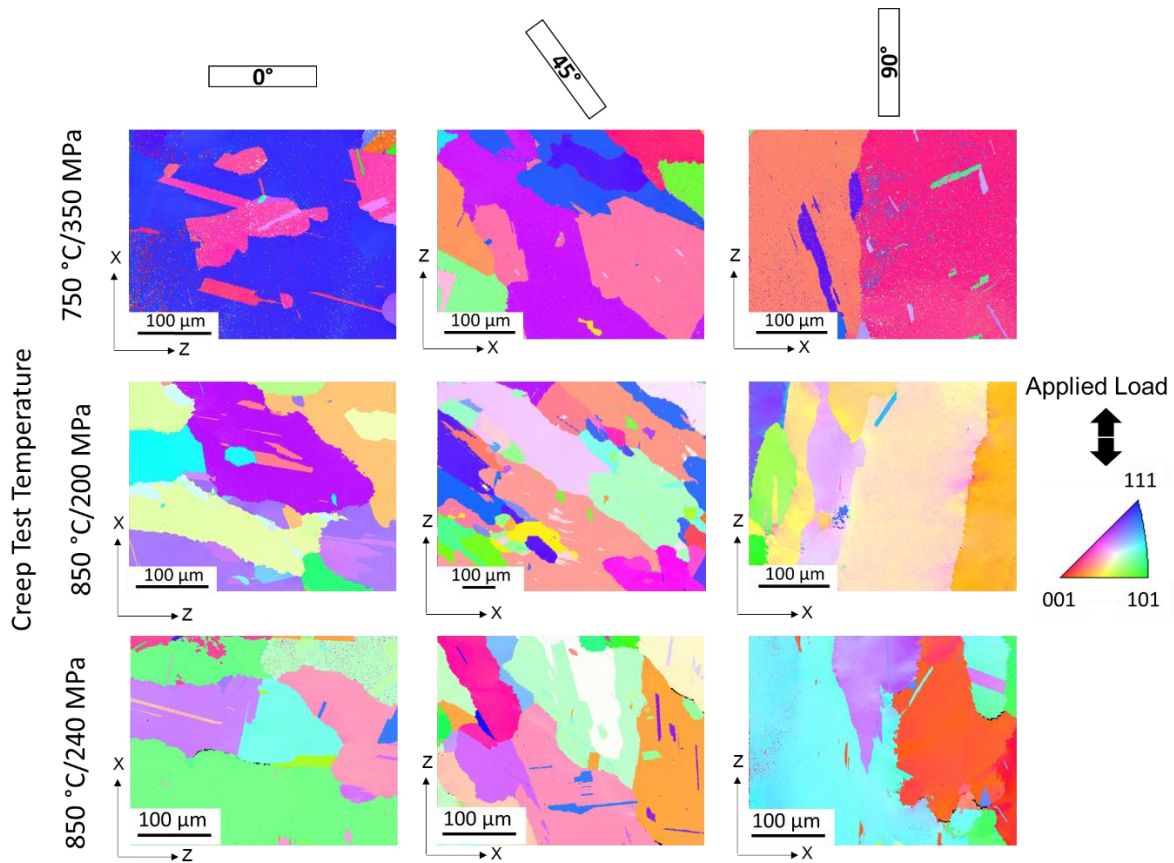 0°
45°
90°
Creep Test Temperature
750 °C/350 MPa
X
Z
100 µm
Z
X
100 µm
Z
X
100 µm
850 °C/200 MPa
X
Z
100 µm
Z
X
100 µm
Z
X
100 µm
850 °C/240 MPa
X
Z
100 µm
Z
X
100 µm
Z
X
100 µm
Applied Load
111
001
101